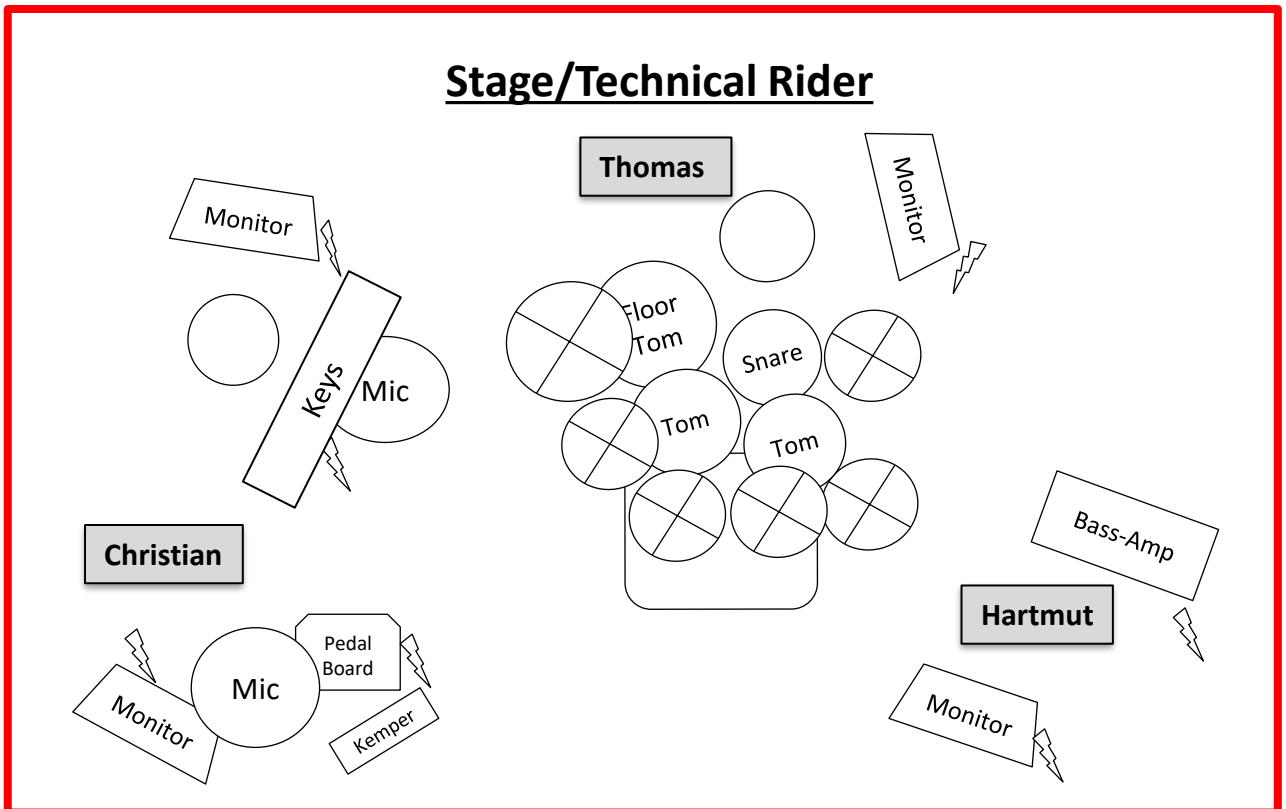 Stage/Technical Rider
Thomas
Monitor
Monitor
Floor
Tom
Snare
Keys
Mic
Tom
Tom
Bass-Amp
Christian
Hartmut
Pedal
Board
Mic
Monitor
Kemper
Monitor